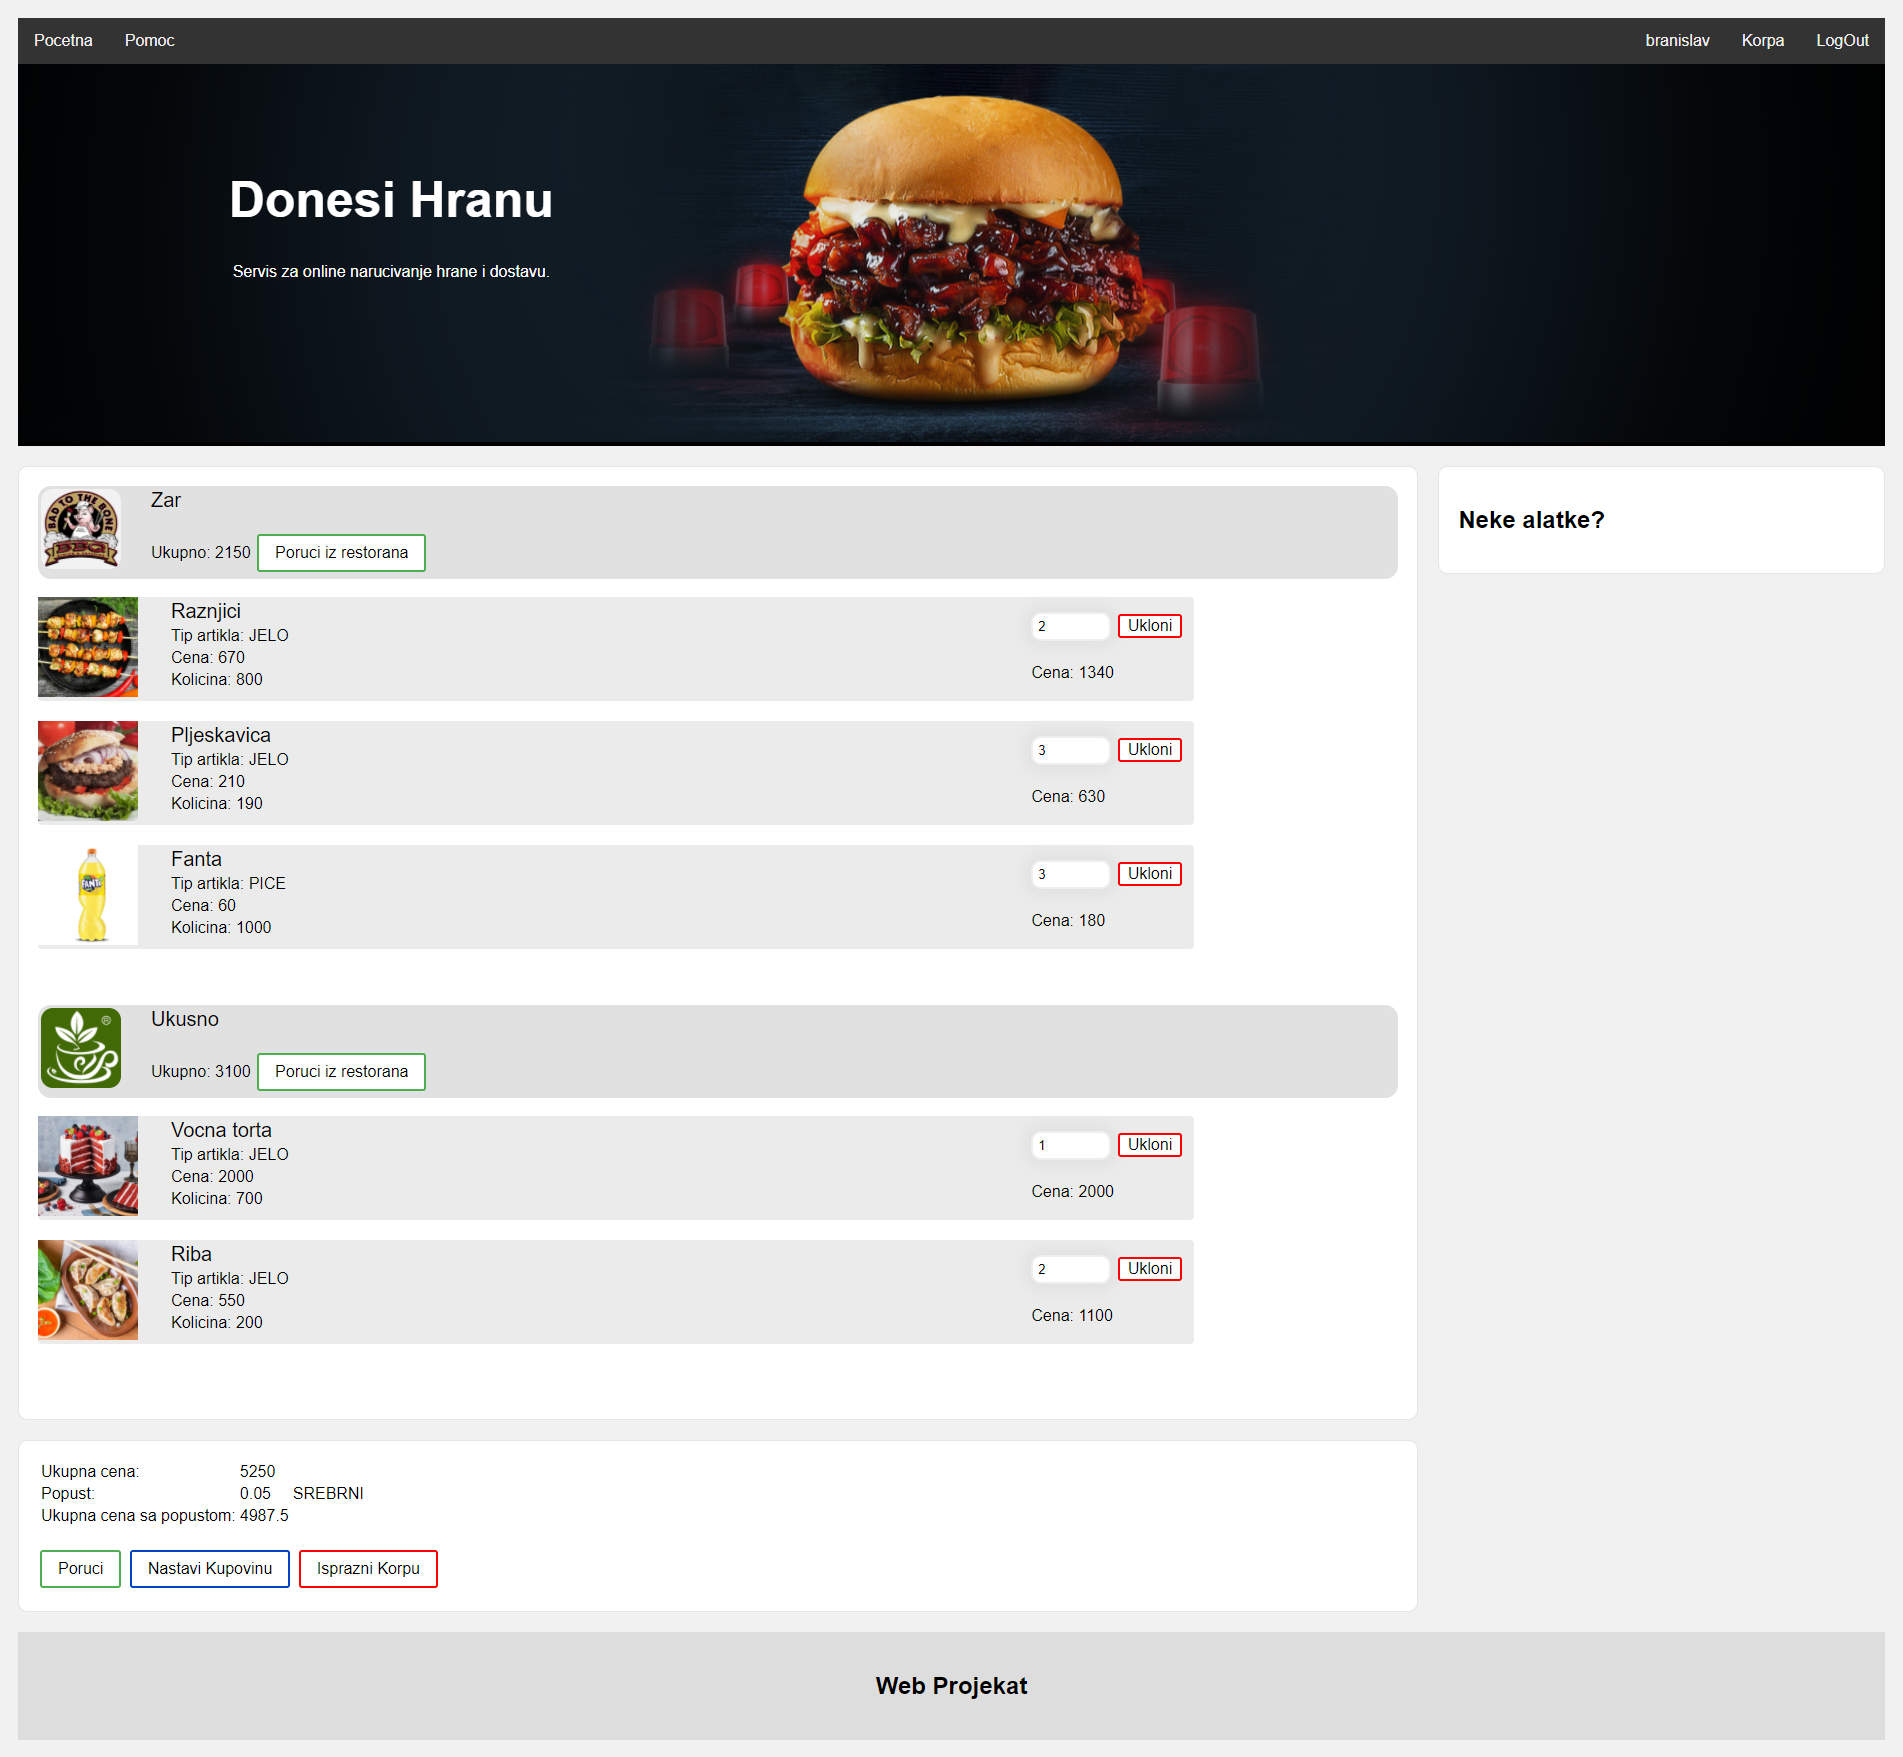 Pocetna Pomoc branislav Korpa LogOut
Donesi Hranu
Servis za online narucivanje hrane i dostavu.
BAD TO THE BONE
BBQ
Zar
Ukupno: 2150 Poruci iz restorana
Raznjici
Tip artikla: JELO
Cena: 670
Kolicina: 800
2 Ukloni
Cena: 1340
Pljeskavica
Tip artikla: JELO
Cena: 210
Kolicina: 190
3 Ukloni
Cena: 630
FANTA
Fanta
Tip artikla: PICE
Cena: 60
Kolicina: 1000
3 Ukloni
Cena: 180
®
Ukusno
Ukupno: 3100 Poruci iz restorana
Vocna torta
Tip artikla: JELO
Cena: 2000
Kolicina: 700
1 Ukloni
Cena: 2000
Riba
Tip artikla: JELO
Cena: 550
Kolicina: 200
2 Ukloni
Cena: 1100
Neke alatke?
Ukupna cena: 5250
Popust: 0.05 SREBRNI
Ukupna cena sa popustom: 4987.5
Poruci Nastavi Kupovinu Isprazni Korpu
Web Projekat